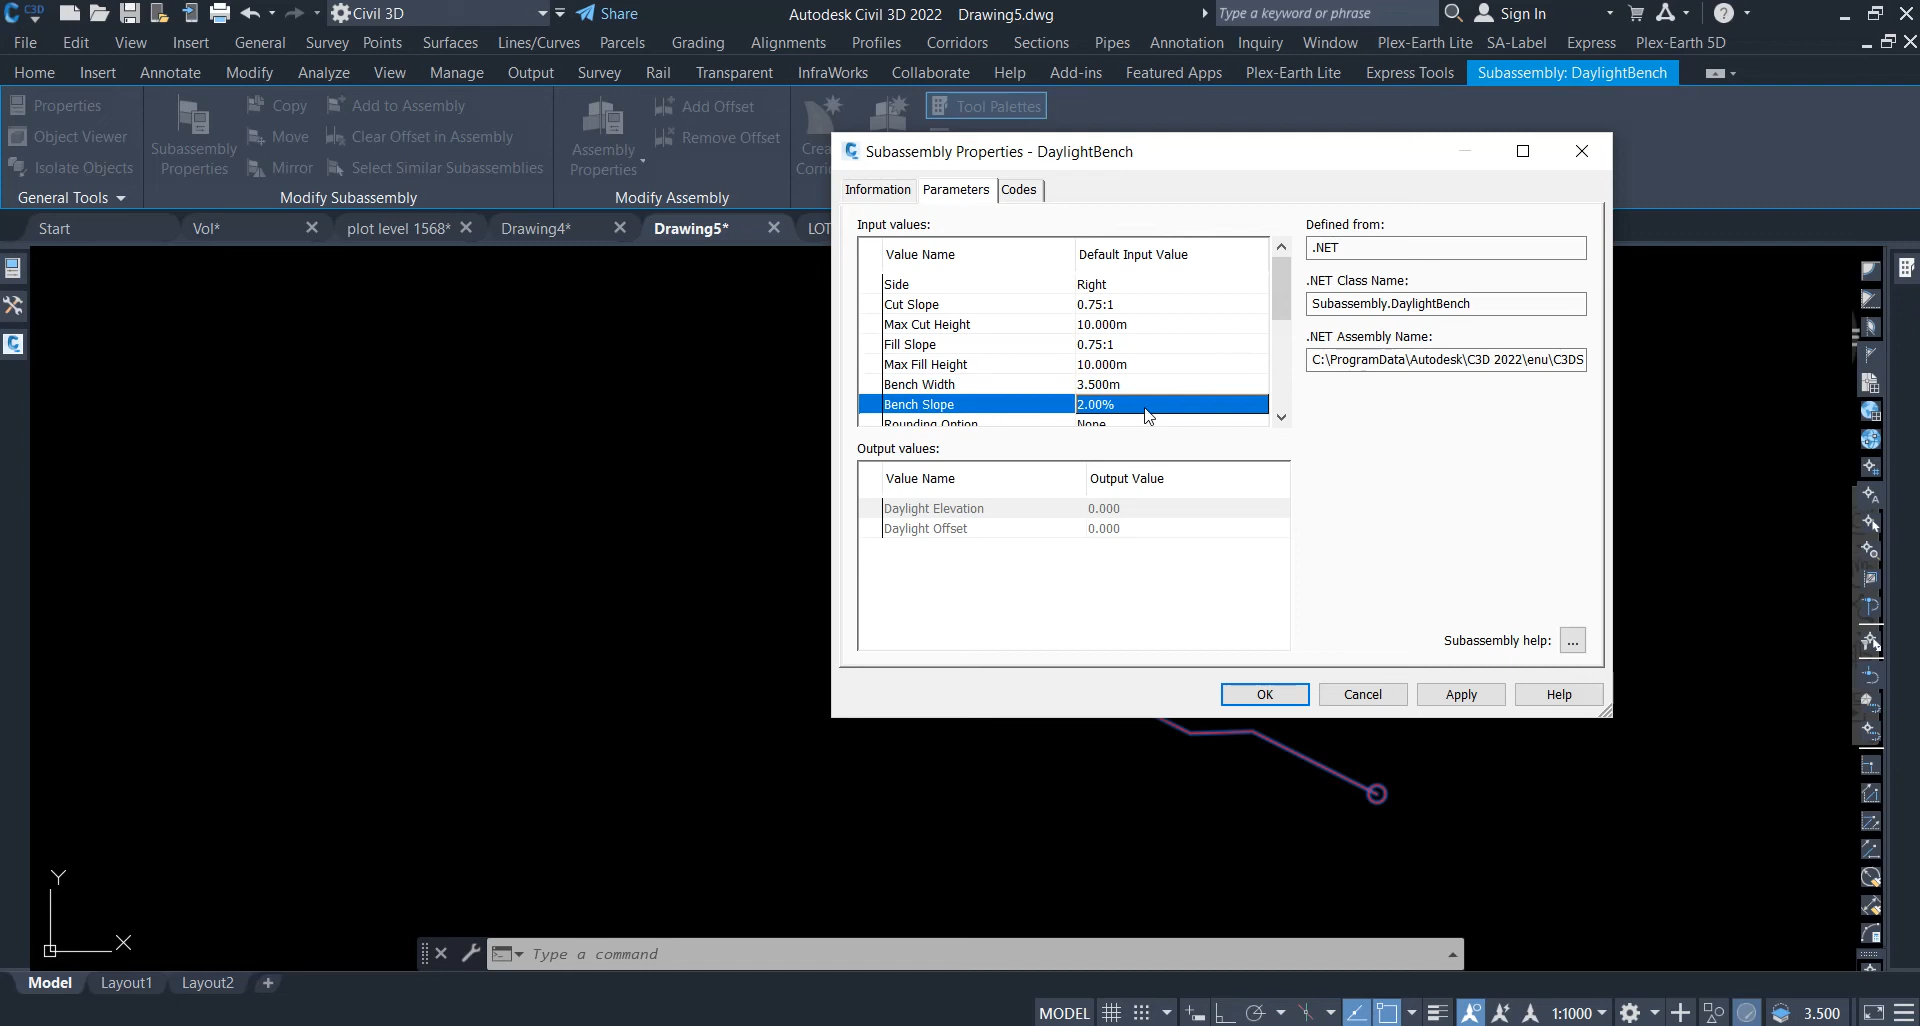 C3D Civil 3D Share Autodesk Civil 3D 2022 Drawing5.dwg Type a keyword or phrase Sign In
File Edit View Insert General Survey Points Surfaces Lines/Curves Parcels Grading Alignments Profiles Corridors Sections Pipes Annotation Inquiry Window Plex-Earth Lite SA-Label Express Plex-Earth 5D
Home Insert Annotate Modify Analyze View Manage Output Survey Rail Transparent InfraWorks Collaborate Help Add-ins Featured Apps Plex-Earth Lite Express Tools Subassembly: DaylightBench
Properties
Object Viewer
Isolate Objects
General Tools
Subassembly
Properties
Copy
Move
Mirror
Add to Assembly
Clear Offset in Assembly
Select Similar Subassemblies
Modify Subassembly
Assembly
Properties
Add Offset
Remove Offset
Modify Assembly
Crea
Corri
Tool Palettes
Start Vol* plot level 1568* Drawing4* Drawing5* LOT
Subassembly Properties - DaylightBench
Information Parameters Codes
Input values:
Value Name Default Input Value
Side Right
Cut Slope 0.75:1
Max Cut Height 10.000m
Fill Slope 0.75:1
Max Fill Height 10.000m
Bench Width 3.500m
Bench Slope 2.00%
Rounding Option None
Output values:
Value Name Output Value
Daylight Elevation 0.000
Daylight Offset 0.000
Defined from:
.NET
.NET Class Name:
Subassembly.DaylightBench
.NET Assembly Name:
C:\ProgramData\Autodesk\C3D 2022\enu\C3DS
Subassembly help: ...
OK Cancel Apply Help
Y
X
Type a command
Model Layout1 Layout2 +
MODEL 1:1000 3.500